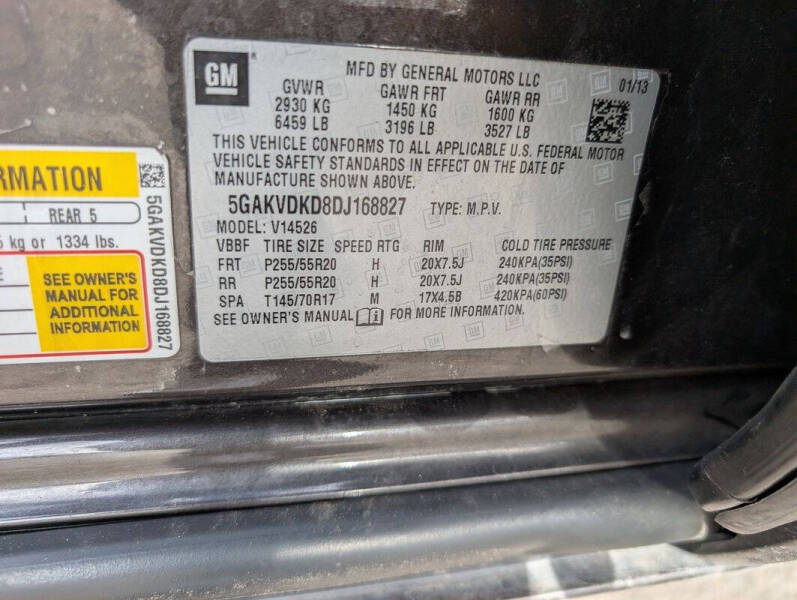 GM
MFD BY GENERAL MOTORS LLC
01/13
GVWR GAWR FRT GAWR RR
2930 KG 1450 KG 1600 KG
6459 LB 3196 LB 3527 LB
THIS VEHICLE CONFORMS TO ALL APPLICABLE U.S. FEDERAL MOTOR
VEHICLE SAFETY STANDARDS IN EFFECT ON THE DATE OF
MANUFACTURE SHOWN ABOVE.
5GAKVDKD8DJ168827 TYPE: M.P.V.
MODEL: V14526
VBBF TIRE SIZE SPEED RTG RIM COLD TIRE PRESSURE
FRT P255/55R20 H 20X7.5J 240KPA(35PSI)
RR P255/55R20 H 20X7.5J 240KPA(35PSI)
SPA T145/70R17 M 17X4.5B 420KPA(60PSI)
SEE OWNER'S MANUAL FOR MORE INFORMATION.
RMATION
REAR 5
kg or 1334 lbs.
SEE OWNER'S
MANUAL FOR
ADDITIONAL
INFORMATION
5GAKVDKD8DJ168827